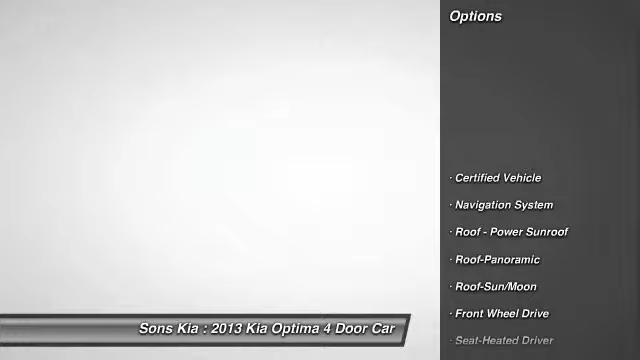 Options
· Certified Vehicle
· Navigation System
· Roof - Power Sunroof
· Roof-Panoramic
· Roof-Sun/Moon
· Front Wheel Drive
· Seat-Heated Driver
Sons Kia : 2013 Kia Optima 4 Door Car